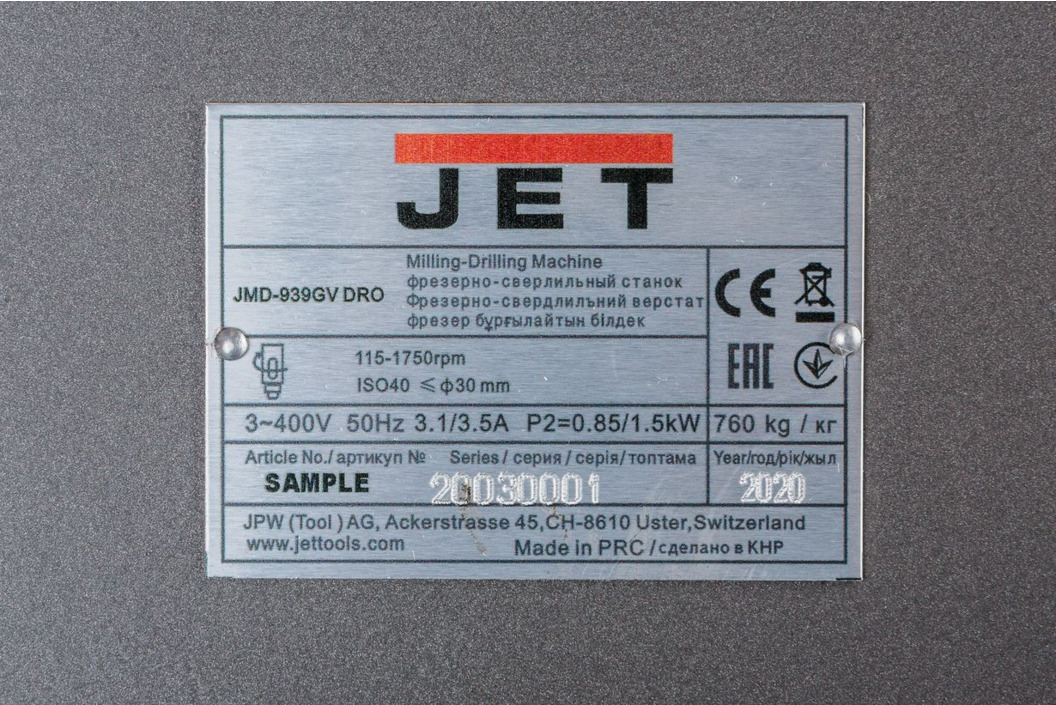 JET
JMD-939GV DRO
Milling-Drilling Machine
фрезерно-сверлильный станок
Фрезерно-свердлильний верстат
фрезер бұрғылайтын білдек
CE
EAC
115-1750rpm
ISO40 ≤ф30 mm
3~400V 50Hz 3.1/3.5A P2=0.85/1.5kW 760 kg / кг
Article No./ артикул № Series / серия / серія/ топтама Year/год/рік/жыл
SAMPLE 20030001 2020
JPW (Tool ) AG, Ackerstrasse 45,CH-8610 Uster,Switzerland
www.jettools.com Made in PRC /сделано в КНР